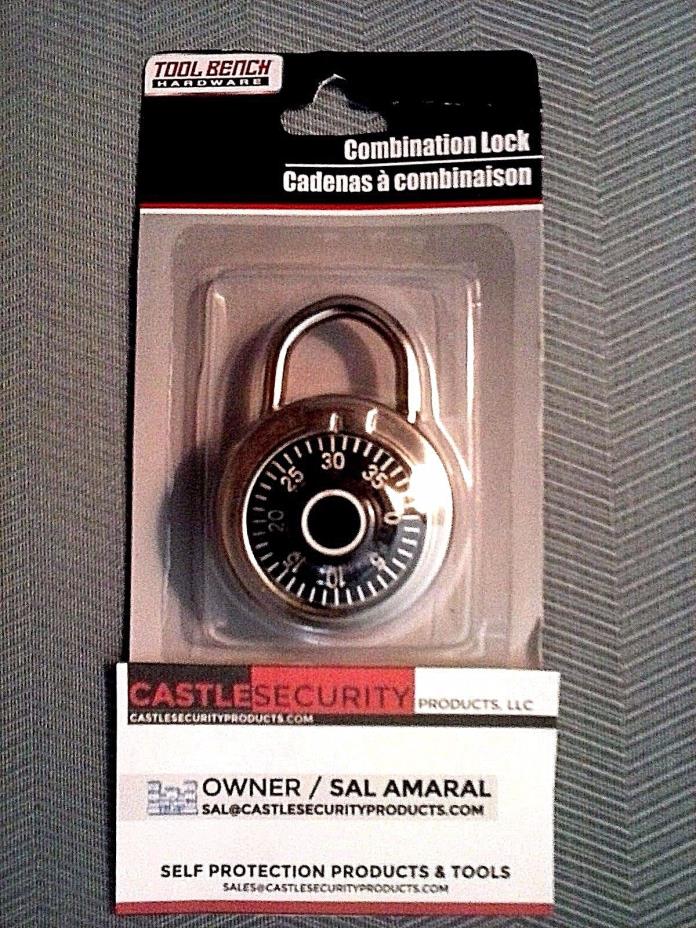 TOOL BENCH
HARDWARE
Combination Lock
Cadenas à combinaison
30
25
35
20
0
15
5
10
CASTLESECURITY PRODUCTS, LLC
CASTLESECURITYPRODUCTS.COM
OWNER / SAL AMARAL
SAL@CASTLESECURITYPRODUCTS.COM
SELF PROTECTION PRODUCTS & TOOLS
SALES@CASTLESECURITYPRODUCTS.COM